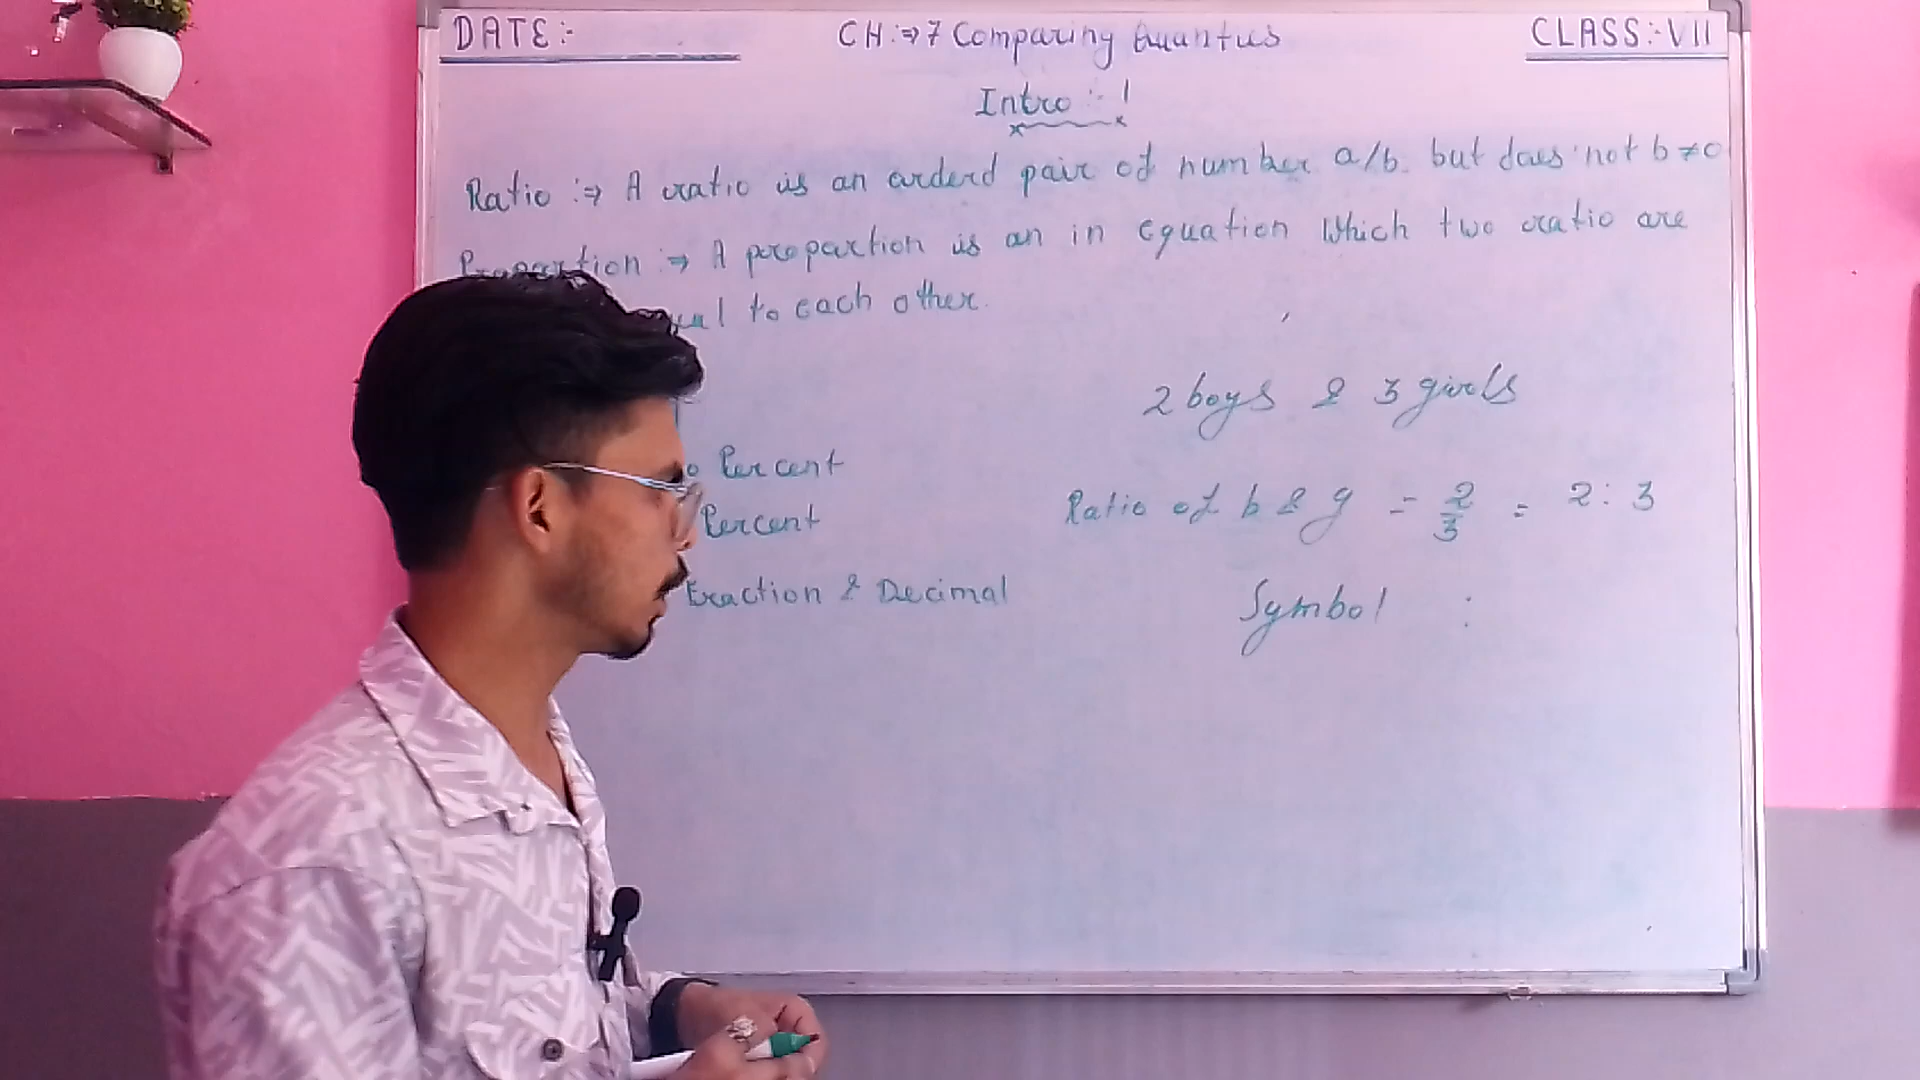 DATE:-
CH:⇒7 Comparing Quantus
CLASS:-VII
Intro :- !
Ratio :⇒ A ratio is an orderd pair of number a/b. but does not b≠0
Proportion :⇒ A proportion is an in equation Which two ratio are
to each other.
2 boys & 3 girls
Percent
Ratio of b & g = 2/3 = 2:3
Percent
Fraction & Decimal
Symbol :